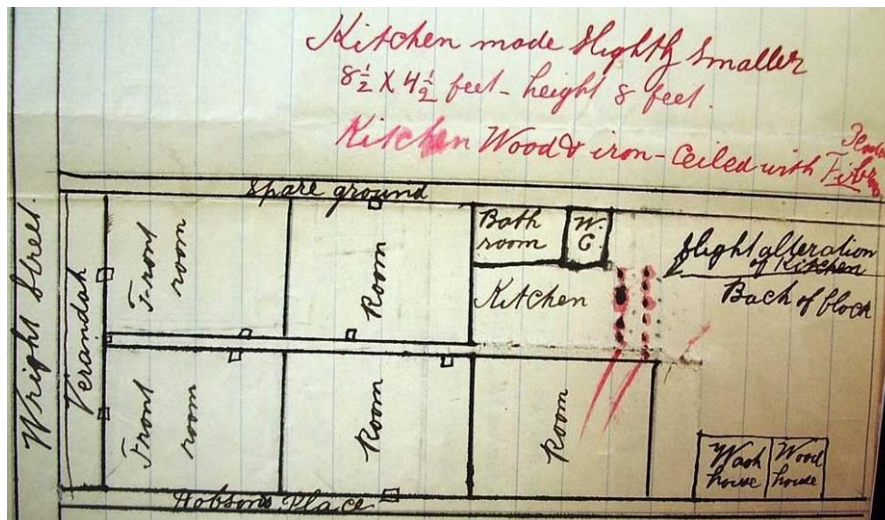 Kitchen made slightly smaller
8½ X 4½ feet - height 8 feet.
Kitchen Wood & iron - Ceiled with
Spare ground
Wright Street.
Verandah
Front
room
Room
Bath
room
W.
C.
Kitchen
slight alteration
of Kitchen
Back of block
Front
room
Room
Room
Wash
house
Wood
house
Hobsons Place